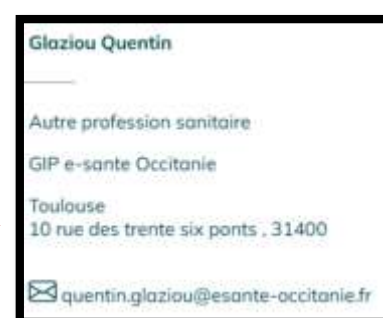 Glaziou Quentin
Autre profession sanitaire
GIP e-sante Occitanie
Toulouse
10 rue des trente six ponts , 31400
quentin.glaziou@esante-occitanie.fr